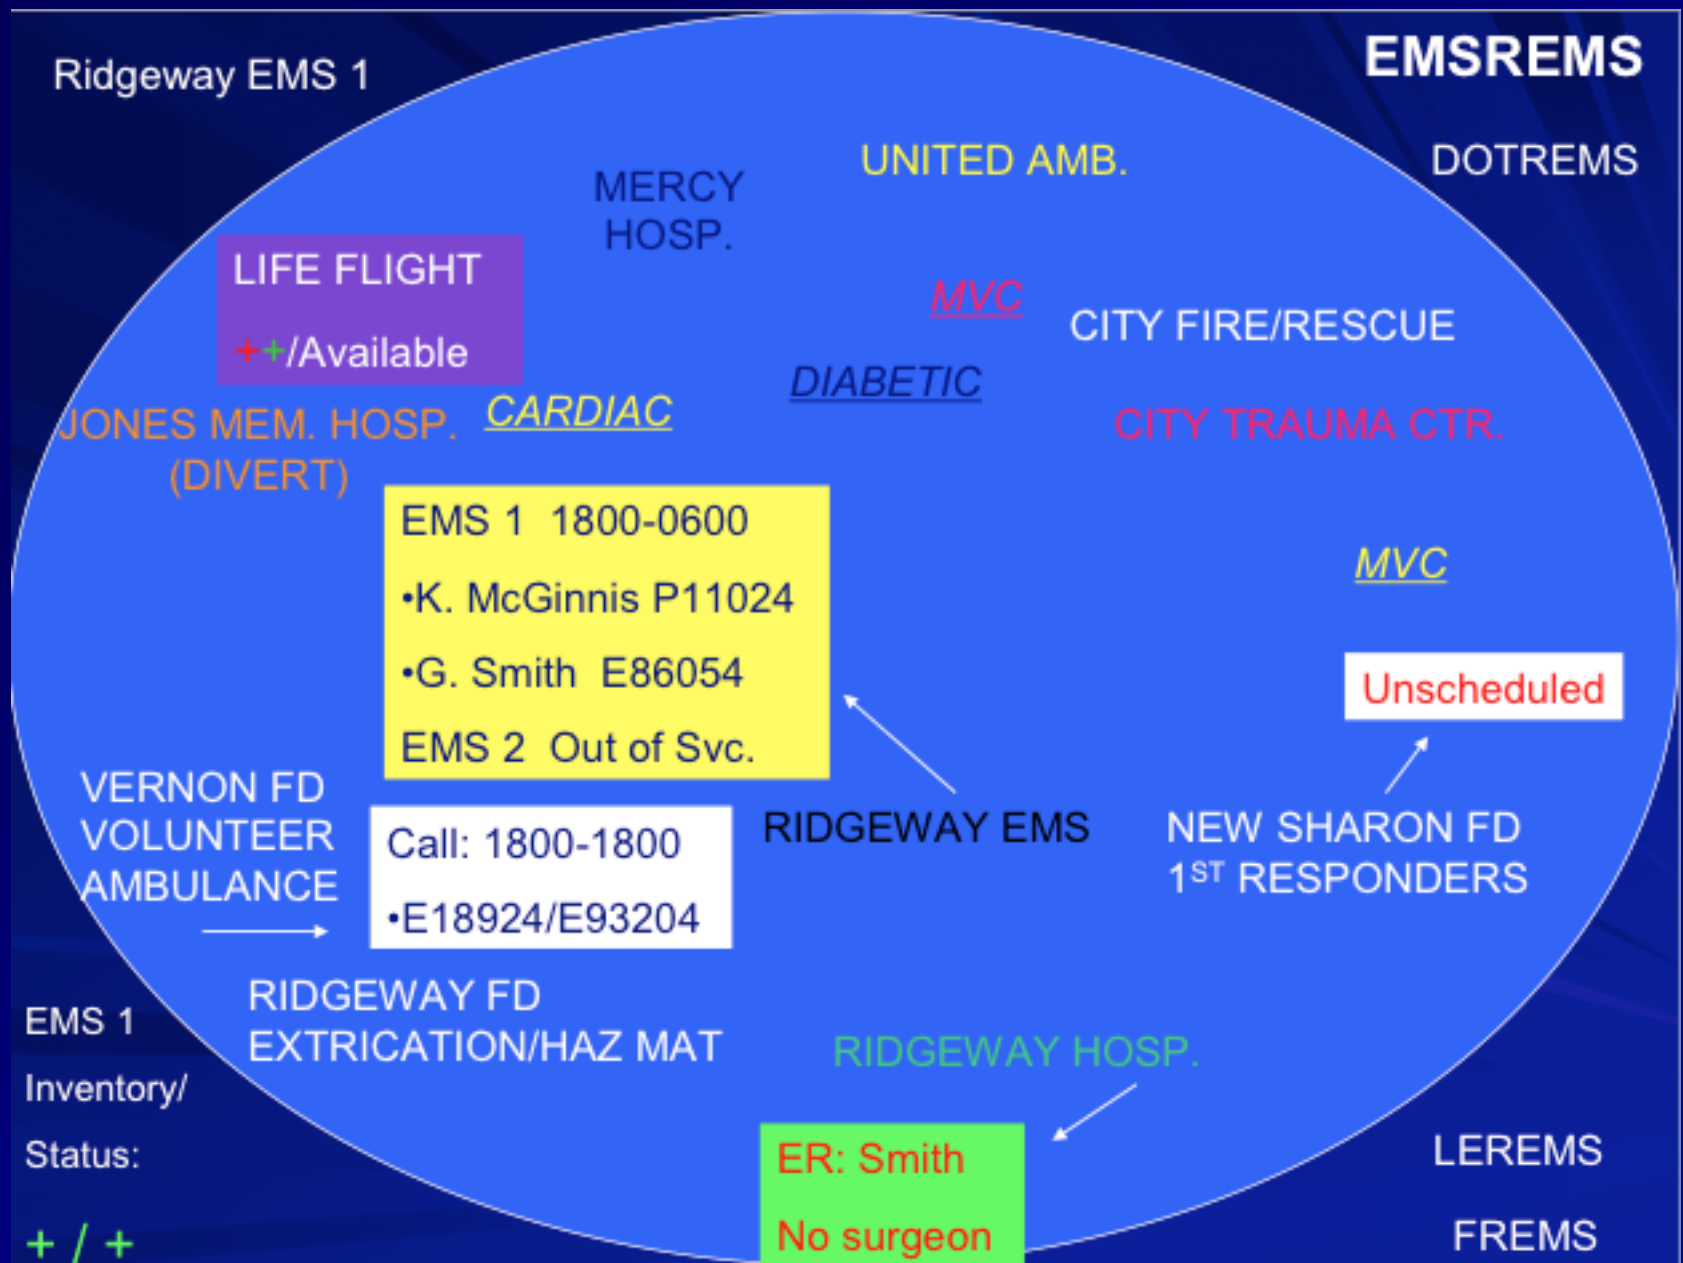 Ridgeway EMS 1
EMSREMS
DOTREMS
UNITED AMB.
MERCY
HOSP.
LIFE FLIGHT
++/Available
MVC
CITY FIRE/RESCUE
DIABETIC
CARDIAC
JONES MEM. HOSP.
(DIVERT)
CITY TRAUMA CTR.
EMS 1 1800-0600
•K. McGinnis P11024
•G. Smith E86054
EMS 2 Out of Svc.
MVC
Unscheduled
VERNON FD
VOLUNTEER
AMBULANCE
Call: 1800-1800
•E18924/E93204
RIDGEWAY EMS
NEW SHARON FD
1ST RESPONDERS
RIDGEWAY FD
EXTRICATION/HAZ MAT
EMS 1
Inventory/
Status:
+ / +
RIDGEWAY HOSP.
ER: Smith
No surgeon
LEREMS
FREMS